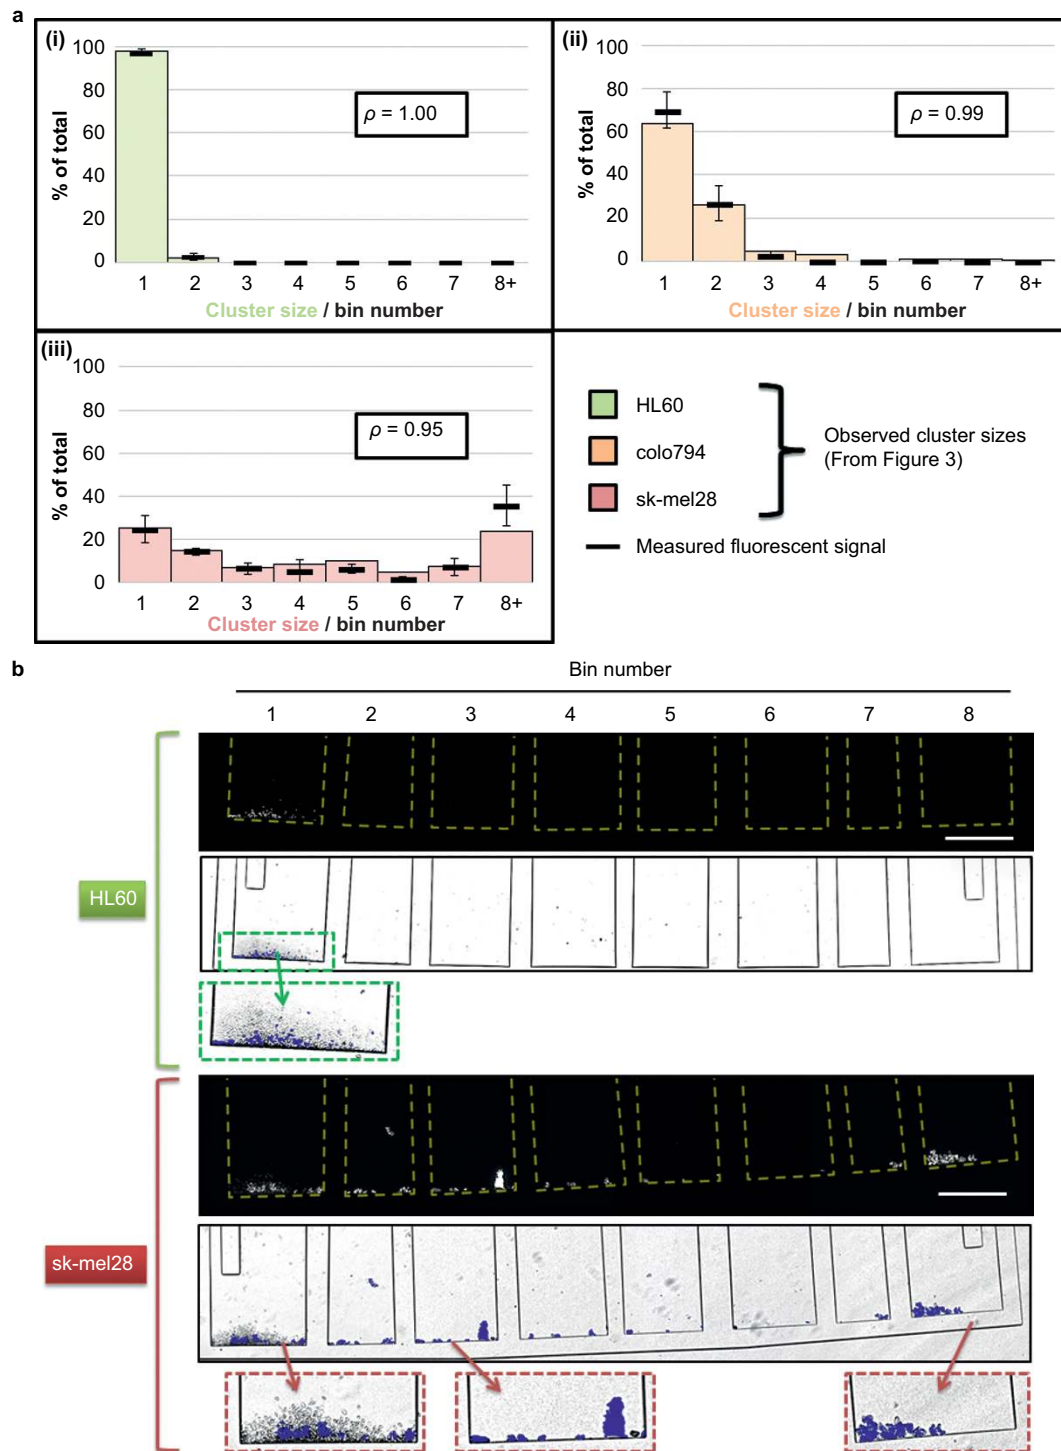 a
(i)
100
80
60
40
20
0
% of total
ρ = 1.00
1 2 3 4 5 6 7 8+
Cluster size / bin number
(ii)
100
80
60
40
20
0
% of total
ρ = 0.99
1 2 3 4 5 6 7 8+
Cluster size / bin number
(iii)
100
80
60
40
20
0
% of total
ρ = 0.95
1 2 3 4 5 6 7 8+
Cluster size / bin number
HL60
colo794
sk-mel28
Observed cluster sizes
(From Figure 3)
Measured fluorescent signal
b
Bin number
1 2 3 4 5 6 7 8
HL60
sk-mel28